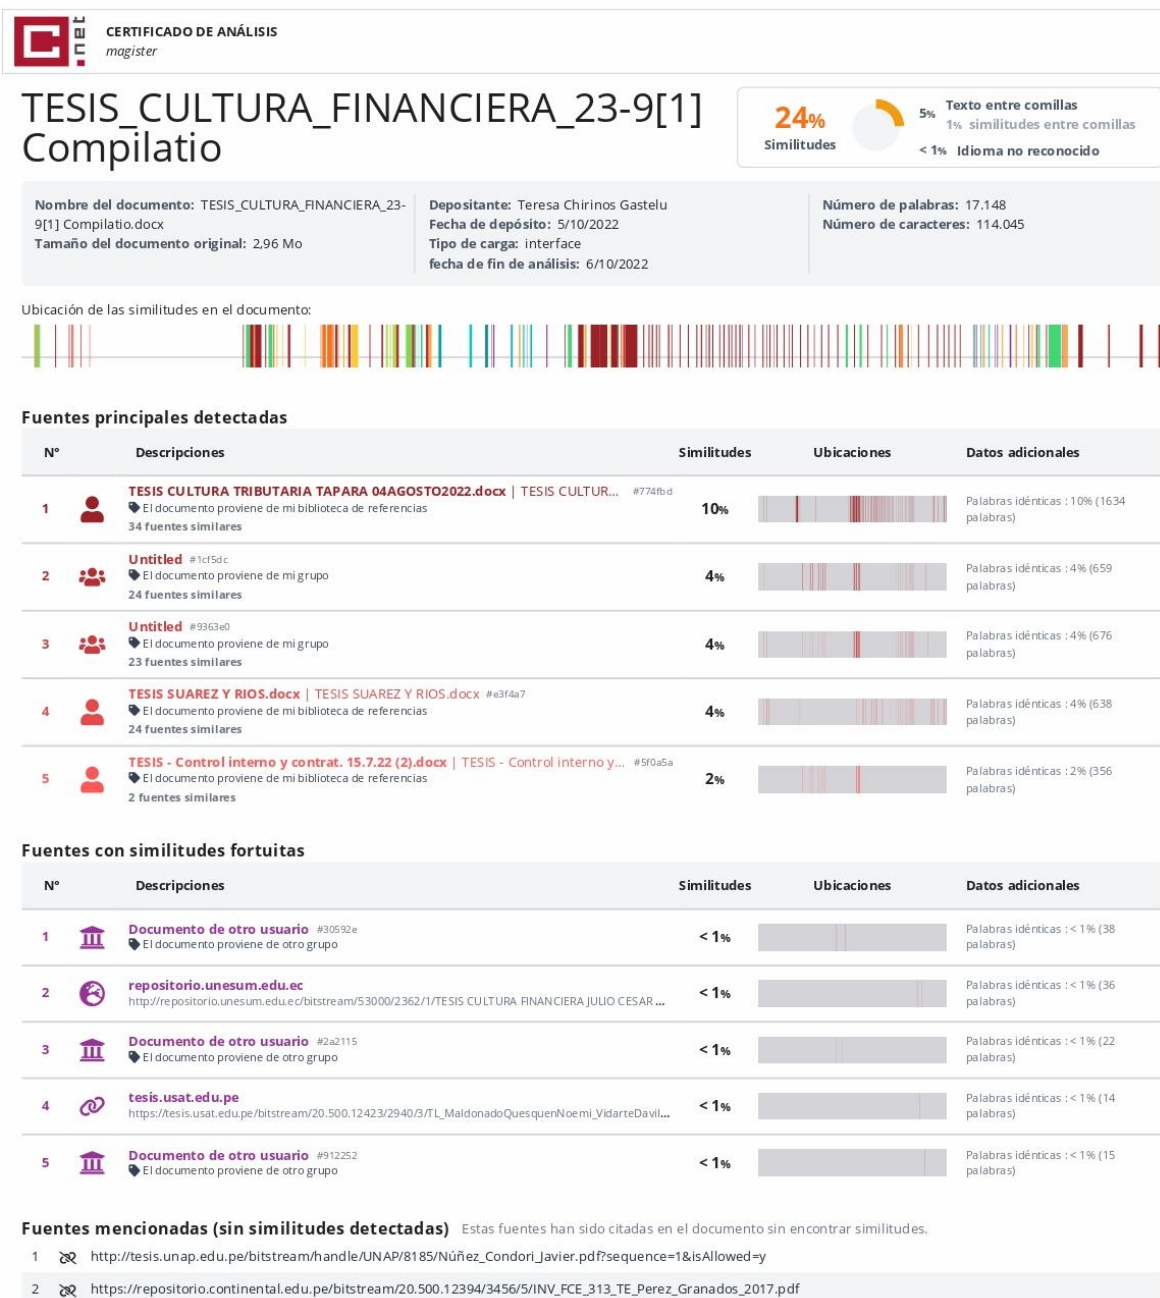 net
CERTIFICADO DE ANÁLISIS
magister
TESIS_CULTURA_FINANCIERA_23-9[1]
Compilatio
24%
Similitudes
5% Texto entre comillas
1% similitudes entre comillas
< 1% Idioma no reconocido
Nombre del documento: TESIS_CULTURA_FINANCIERA_23-
9[1] Compilatio.docx
Tamaño del documento original: 2,96 Mo
Depositante: Teresa Chirinos Gastelu
Fecha de depósito: 5/10/2022
Tipo de carga: interface
fecha de fin de análisis: 6/10/2022
Número de palabras: 17.148
Número de caracteres: 114.045
Ubicación de las similitudes en el documento:
Fuentes principales detectadas
N° Descripciones Similitudes Ubicaciones Datos adicionales
1 TESIS CULTURA TRIBUTARIA TAPARA 04AGOSTO2022.docx | TESIS CULTUR... #774fbd
El documento proviene de mi biblioteca de referencias
34 fuentes similares
10%
Palabras idénticas : 10% (1634
palabras)
2 Untitled #1cf5dc
El documento proviene de mi grupo
24 fuentes similares
4%
Palabras idénticas : 4% (659
palabras)
3 Untitled #9363e0
El documento proviene de mi grupo
23 fuentes similares
4%
Palabras idénticas : 4% (676
palabras)
4 TESIS SUAREZ Y RIOS.docx | TESIS SUAREZ Y RIOS.docx #e3f4a7
El documento proviene de mi biblioteca de referencias
24 fuentes similares
4%
Palabras idénticas : 4% (638
palabras)
5 TESIS - Control interno y contrat. 15.7.22 (2).docx | TESIS - Control interno y... #5f0a5a
El documento proviene de mi biblioteca de referencias
2 fuentes similares
2%
Palabras idénticas : 2% (356
palabras)
Fuentes con similitudes fortuitas
N° Descripciones Similitudes Ubicaciones Datos adicionales
1 Documento de otro usuario #30592e
El documento proviene de otro grupo
< 1%
Palabras idénticas : < 1% (38
palabras)
2 repositorio.unesum.edu.ec
http://repositorio.unesum.edu.ec/bitstream/53000/2362/1/TESIS CULTURA FINANCIERA JULIO CESAR ...
< 1%
Palabras idénticas : < 1% (36
palabras)
3 Documento de otro usuario #2a2115
El documento proviene de otro grupo
< 1%
Palabras idénticas : < 1% (22
palabras)
4 tesis.usat.edu.pe
https://tesis.usat.edu.pe/bitstream/20.500.12423/2940/3/TL_MaldonadoQuesquenNoemi_VidarteDavil...
< 1%
Palabras idénticas : < 1% (14
palabras)
5 Documento de otro usuario #912252
El documento proviene de otro grupo
< 1%
Palabras idénticas : < 1% (15
palabras)
Fuentes mencionadas (sin similitudes detectadas) Estas fuentes han sido citadas en el documento sin encontrar similitudes.
1 http://tesis.unap.edu.pe/bitstream/handle/UNAP/8185/Núñez_Condori_Javier.pdf?sequence=1&isAllowed=y
2 https://repositorio.continental.edu.pe/bitstream/20.500.12394/3456/5/INV_FCE_313_TE_Perez_Granados_2017.pdf